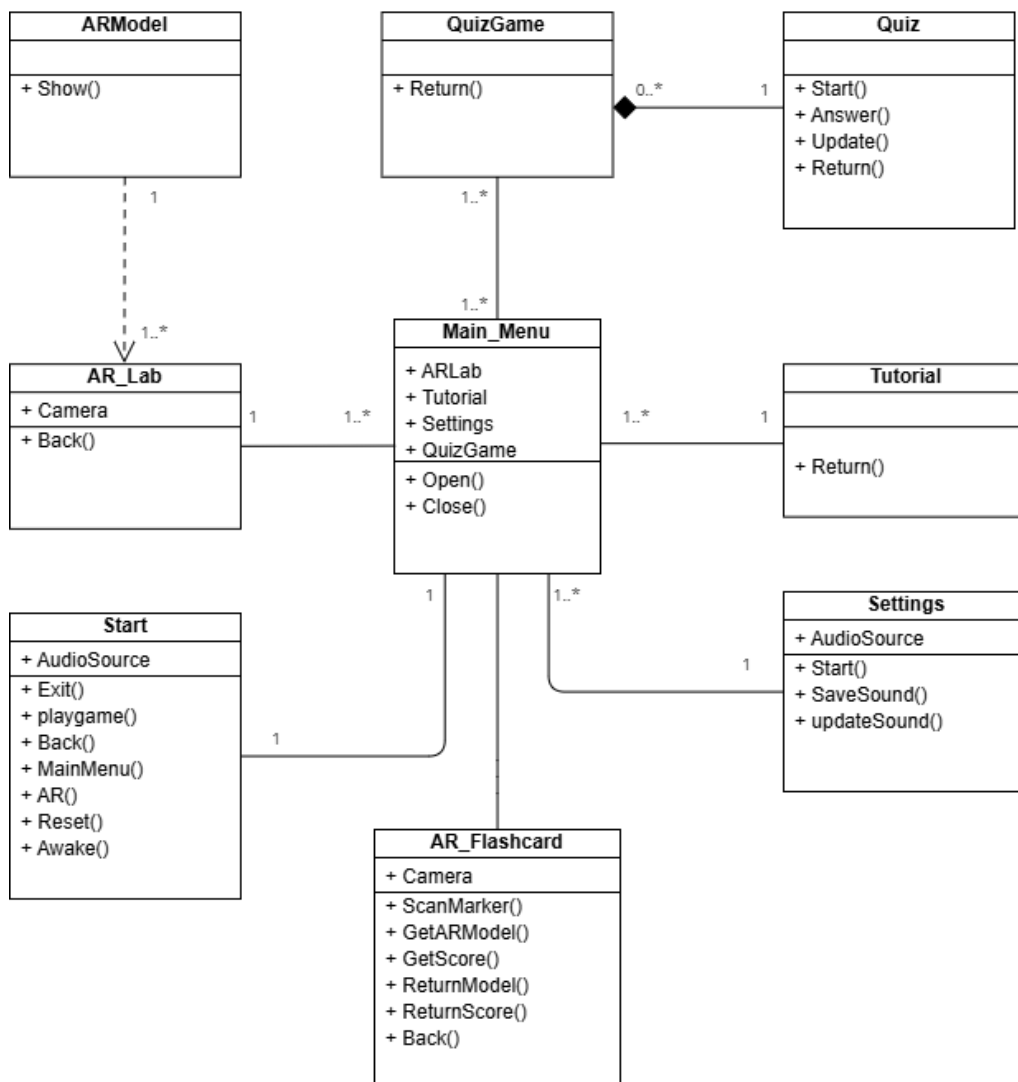 ARModel
+ Show()
1
1..*
QuizGame
+ Return()
0..*
1
1..*
1..*
Quiz
+ Start()
+ Answer()
+ Update()
+ Return()
AR_Lab
+ Camera
+ Back()
1
1..*
Main_Menu
+ ARLab
+ Tutorial
+ Settings
+ QuizGame
+ Open()
+ Close()
1..*
1
Tutorial
+ Return()
1
1..*
1
1
Start
+ AudioSource
+ Exit()
+ playgame()
+ Back()
+ MainMenu()
+ AR()
+ Reset()
+ Awake()
Settings
+ AudioSource
+ Start()
+ SaveSound()
+ updateSound()
AR_Flashcard
+ Camera
+ ScanMarker()
+ GetARModel()
+ GetScore()
+ ReturnModel()
+ ReturnScore()
+ Back()